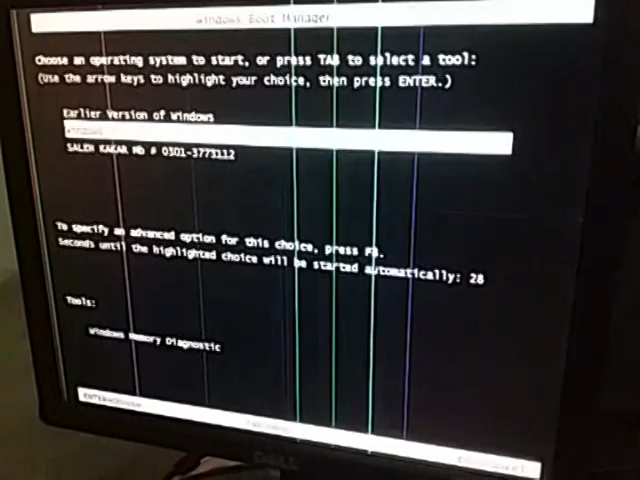 Windows Boot Manager
Choose an operating system to start, or press TAB to select a tool:
(Use the arrow keys to highlight your choice, then press ENTER.)
Earlier Version of Windows
Windows
SALEH KAKAR Mb # 0301-3773112
To specify an advanced option for this choice, press F8.
Seconds until the highlighted choice will be started automatically: 28
Tools:
Windows Memory Diagnostic
ENTER=Choose
DELL